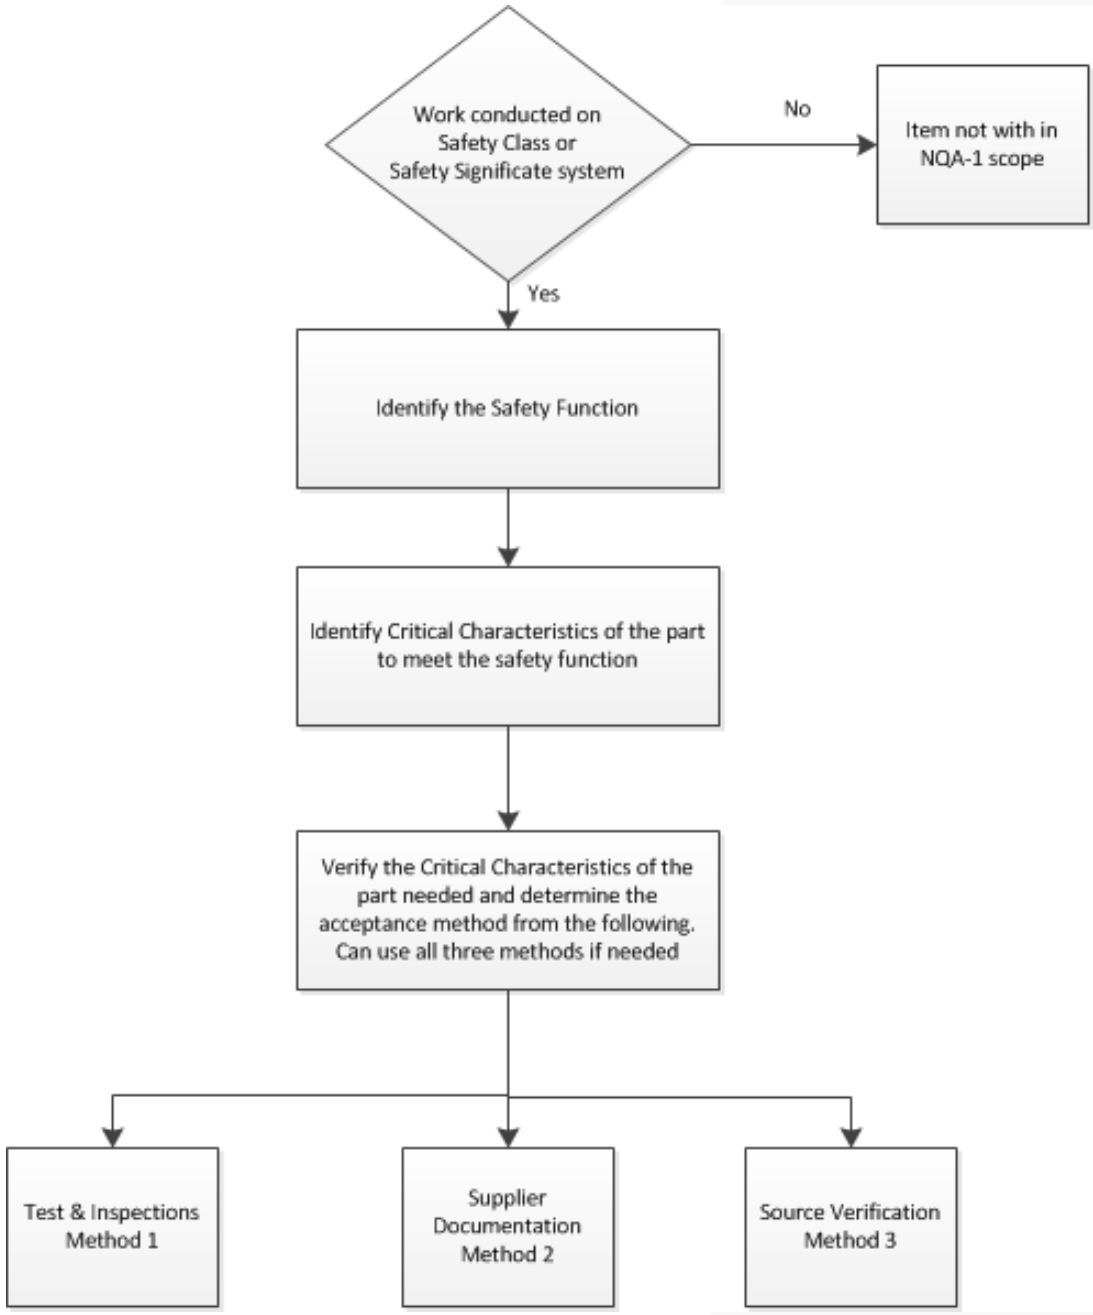 Work conducted on
Safety Class or
Safety Significate system
No
Item not with in
NQA-1 scope
Yes
Identify the Safety Function
Identify Critical Characteristics of the part
to meet the safety function
Verify the Critical Characteristics of the
part needed and determine the
acceptance method from the following.
Can use all three methods if needed
Test & Inspections
Method 1
Supplier
Documentation
Method 2
Source Verification
Method 3